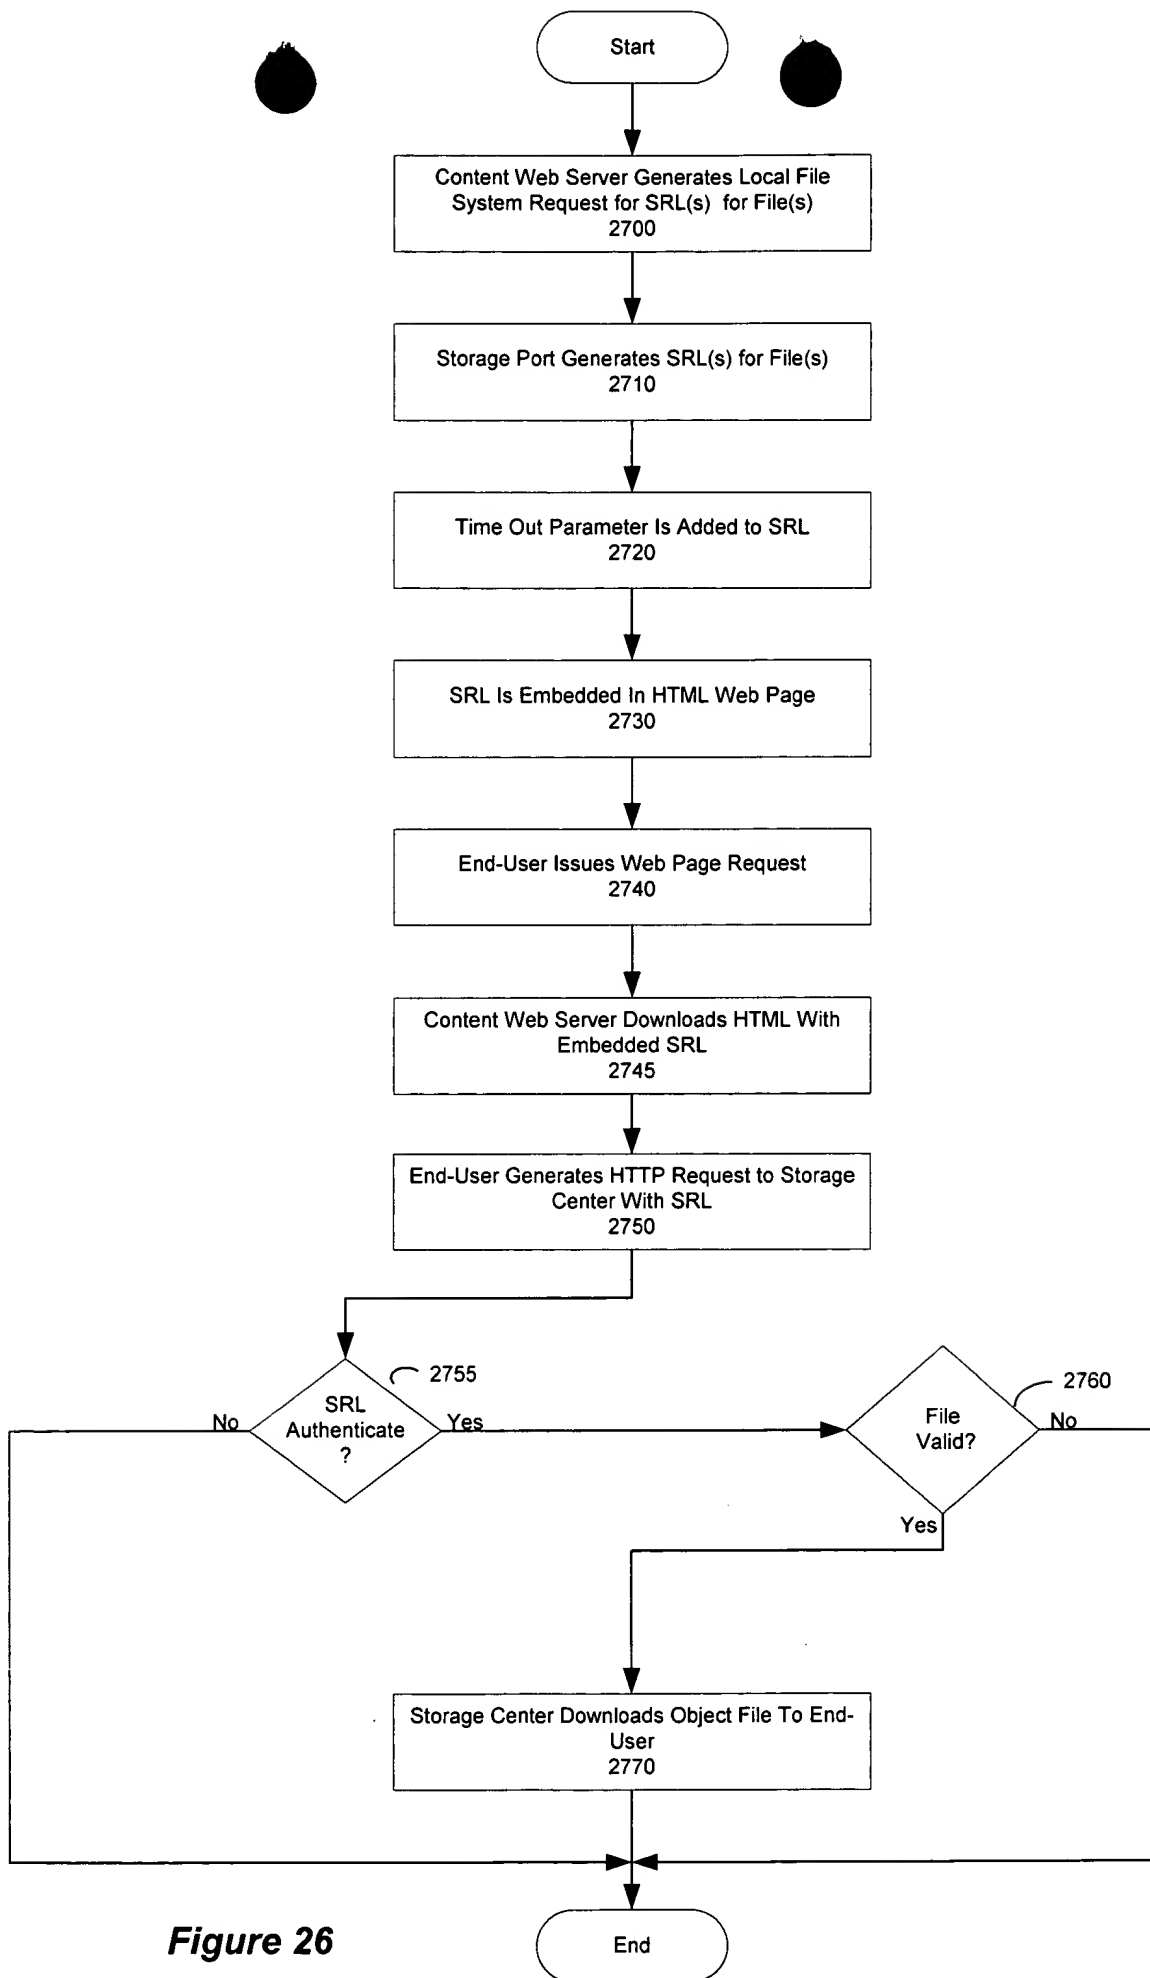 Start
Content Web Server Generates Local File
System Request for SRL(s) for File(s)
2700
Storage Port Generates SRL(s) for File(s)
2710
Time Out Parameter Is Added to SRL
2720
SRL Is Embedded In HTML Web Page
2730
End-User Issues Web Page Request
2740
Content Web Server Downloads HTML With
Embedded SRL
2745
End-User Generates HTTP Request to Storage
Center With SRL
2750
2755
SRL
Authenticate
?
No
Yes
2760
File
Valid?
No
Yes
Storage Center Downloads Object File To End-
User
2770
End
Figure 26